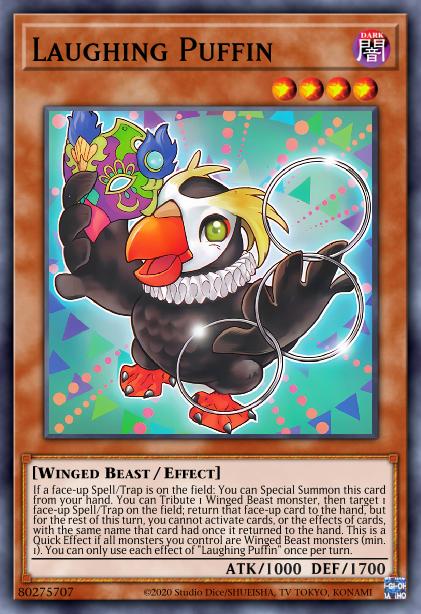 LAUGHING PUFFIN
DARK
闇
[WINGED BEAST / EFFECT]
If a face-up Spell/Trap is on the field: You can Special Summon this card
from your hand. You can Tribute 1 Winged Beast monster, then target 1
face-up Spell/Trap on the field; return that face-up card to the hand, but
for the rest of this turn, you cannot activate cards, or the effects of cards,
with the same name that card had once it returned to the hand. This is a
Quick Effect if all monsters you control are Winged Beast monsters (min.
1). You can only use each effect of "Laughing Puffin" once per turn.
ATK/1000 DEF/1700
80275707
©2020 Studio Dice/SHUEISHA, TV TOKYO, KONAMI